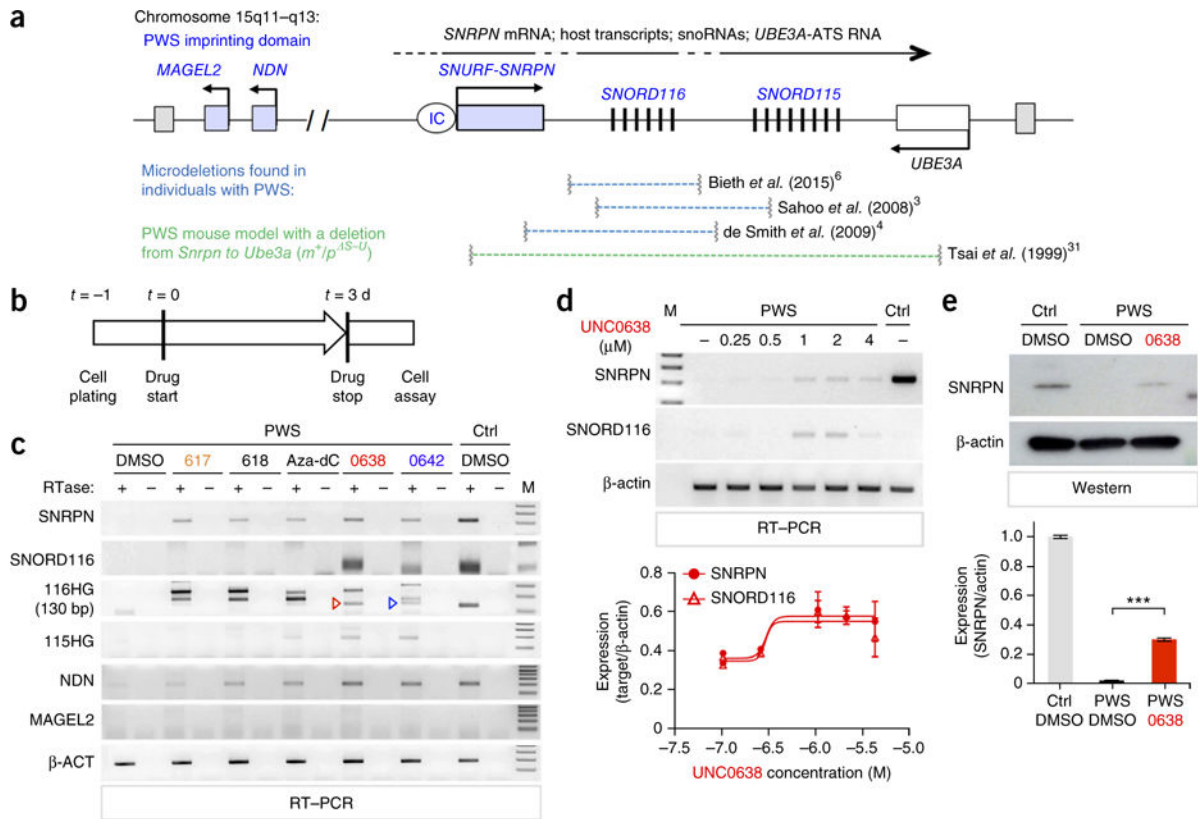 a
Chromosome 15q11–q13:
PWS imprinting domain
MAGEL2
NDN
SNRPN mRNA; host transcripts; snoRNAs; UBE3A-ATS RNA
SNURF-SNRPN
SNORD116
SNORD115
IC
UBE3A
Microdeletions found in
individuals with PWS:
Bieth et al. (2015)6
Sahoo et al. (2008)3
de Smith et al. (2009)4
PWS mouse model with a deletion
from Snrpn to Ube3a (m+/pΔS–U)
Tsai et al. (1999)31
b
t = –1
t = 0
t = 3 d
Cell
plating
Drug
start
Drug
stop
Cell
assay
c
PWS
Ctrl
DMSO 617 618 Aza-dC 0638 0642 DMSO
RTase: + – + – + – + – + – + – + – M
SNRPN
SNORD116
116HG
(130 bp)
115HG
NDN
MAGEL2
β-ACT
RT–PCR
d
M PWS Ctrl
UNC0638
(μM)
– 0.25 0.5 1 2 4 –
SNRPN
SNORD116
β-actin
RT–PCR
SNRPN
SNORD116
Expression
(target/β-actin)
0.8
0.6
0.4
0.2
0
–7.5 –7.0 –6.5 –6.0 –5.5 –5.0
UNC0638 concentration (M)
e
Ctrl PWS
DMSO DMSO 0638
SNRPN
β-actin
Western
Expression
(SNRPN/actin)
1.0
0.8
0.6
0.4
0.2
0
***
Ctrl
DMSO
PWS
DMSO
PWS
0638